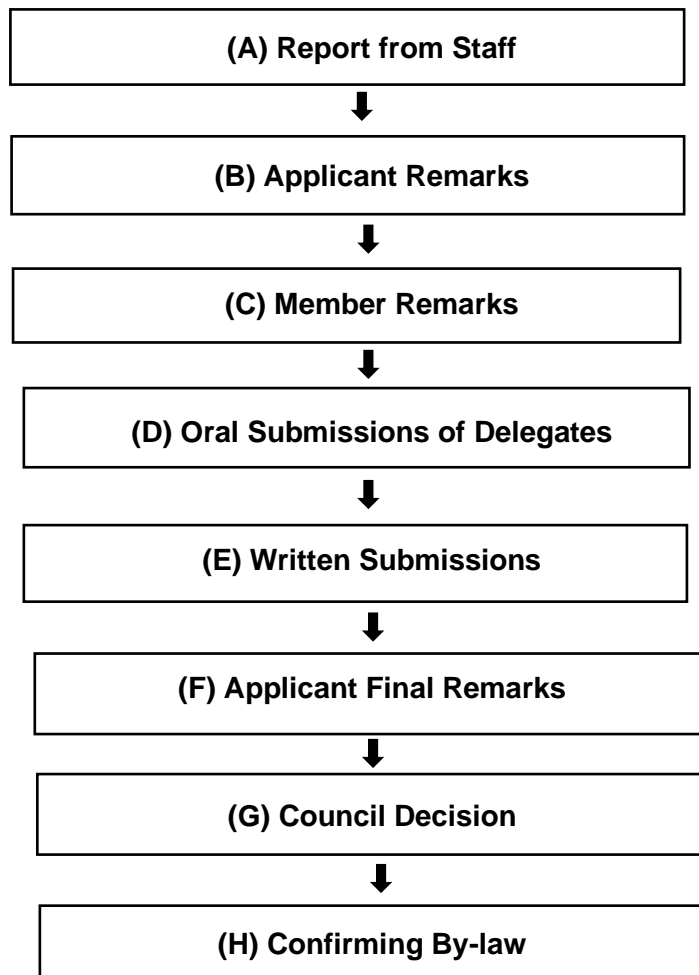 (A) Report from Staff
(B) Applicant Remarks
(C) Member Remarks
(D) Oral Submissions of Delegates
(E) Written Submissions
(F) Applicant Final Remarks
(G) Council Decision
(H) Confirming By-law